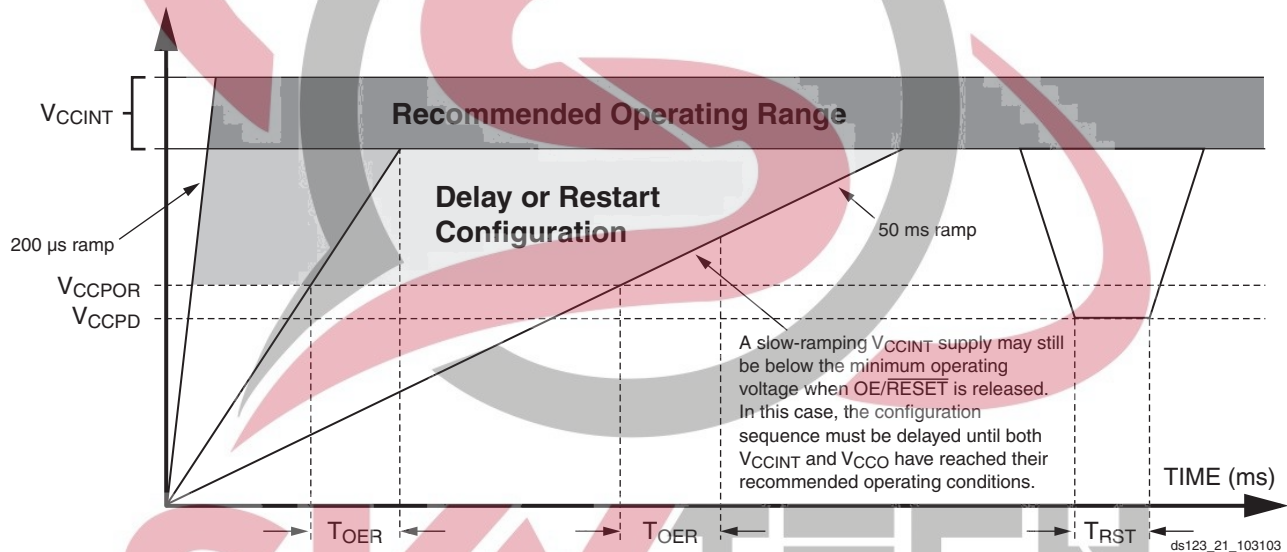 VCCINT
Recommended Operating Range
Delay or Restart
Configuration
200 µs ramp
50 ms ramp
VCCPOR
VCCPD
A slow-ramping VCCINT supply may still
be below the minimum operating
voltage when OE/RESET is released.
In this case, the configuration
sequence must be delayed until both
VCCINT and VCCO have reached their
recommended operating conditions.
TIME (ms)
TOER
TOER
TRST
ds123_21_103103